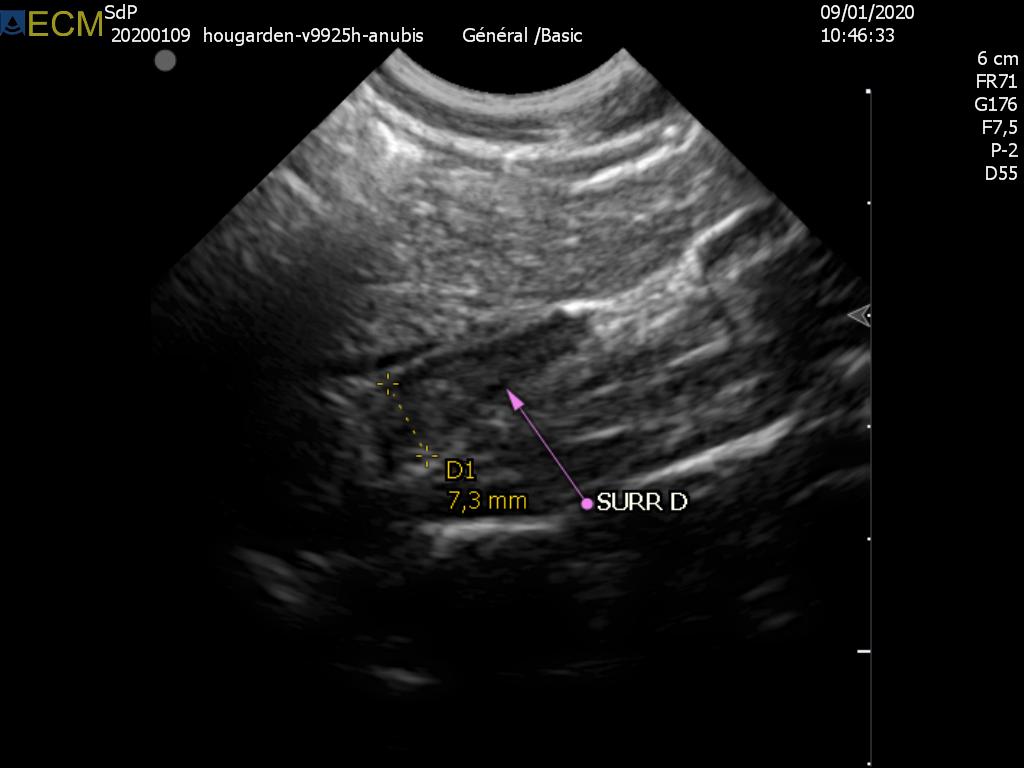 ECM
SdP
20200109 hougarden-v9925h-anubis Général /Basic
09/01/2020
10:46:33
6 cm
FR71
G176
F7,5
P-2
D55
D1
7,3 mm
SURR D